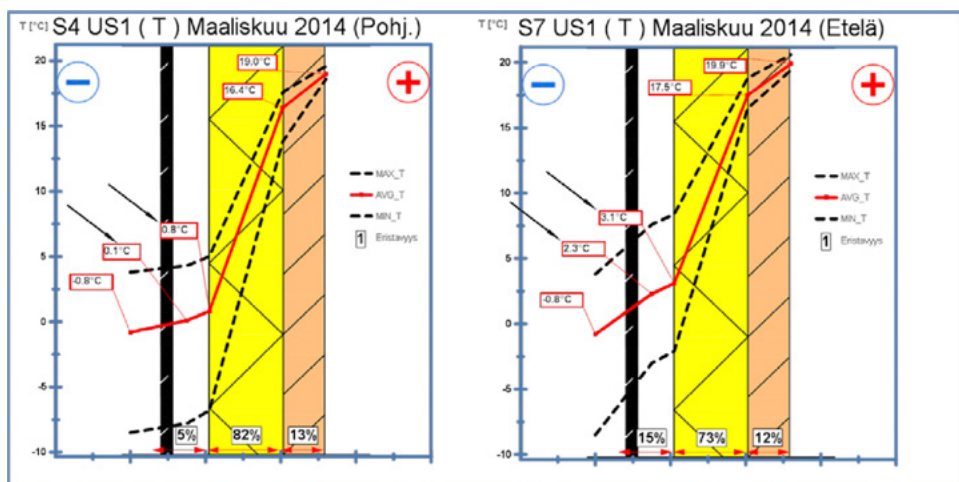 T [°C] S4 US1 ( T ) Maaliskuu 2014 (Pohj.)
20
15
10
5
0
-5
-10
19.0°C
16.4°C
0.8°C
0.1°C
-0.8°C
MAX_T
AVG_T
MIN_T
1 Eristavyys
5% 82% 13%
T [°C] S7 US1 ( T ) Maaliskuu 2014 (Etelä)
20
15
10
5
0
-5
-10
19.9°C
17.5°C
3.1°C
2.3°C
-0.8°C
MAX_T
AVG_T
MIN_T
1 Eristavyys
15% 73% 12%